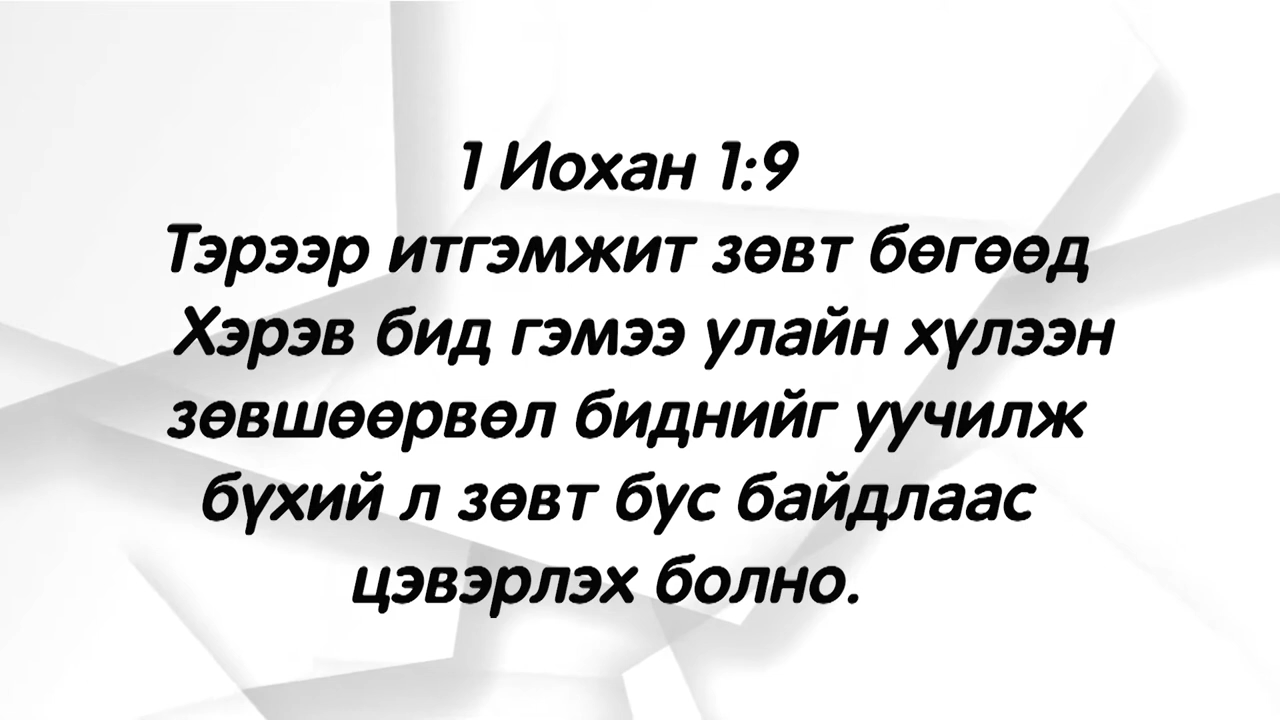 1 Иохан 1:9
Тэрээр итгэмжит зөвт бөгөөд
Хэрэв бид гэмээ улайн хүлээн
зөвшөөрвөл биднийг уучилж
бүхий л зөвт бус байдлаас
цэвэрлэх болно.